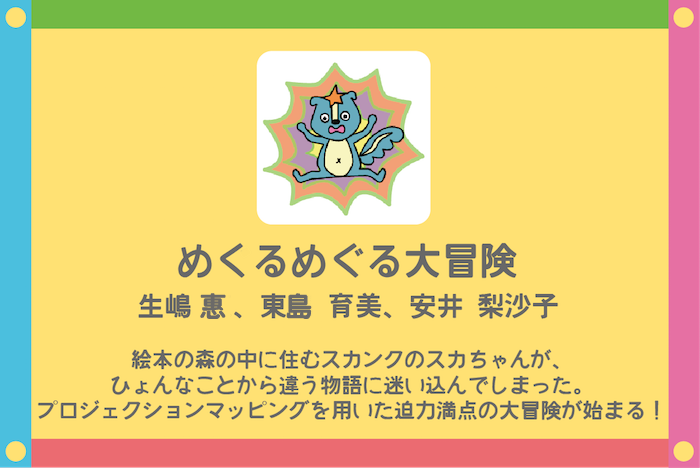 めくるめぐる大冒険
生嶋 惠 、東島 育美、安井 梨沙子
絵本の森の中に住むスカンクのスカちゃんが、
ひょんなことから違う物語に迷い込んでしまった。
プロジェクションマッピングを用いた迫力満点の大冒険が始まる！